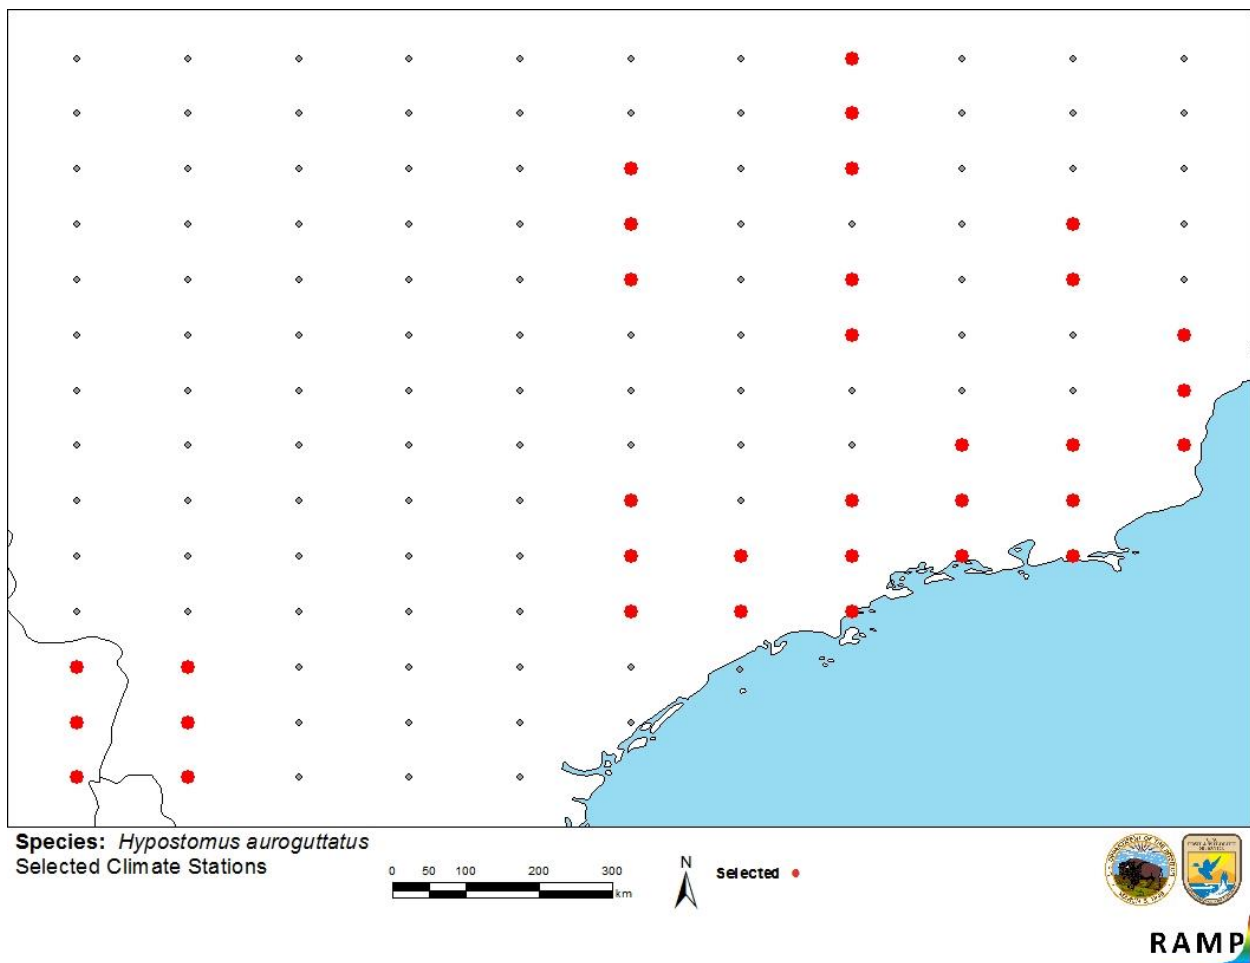 Species: Hypostomus auroguttatus
Selected Climate Stations
0 50 100 200 300
km
N
Selected
RAMP